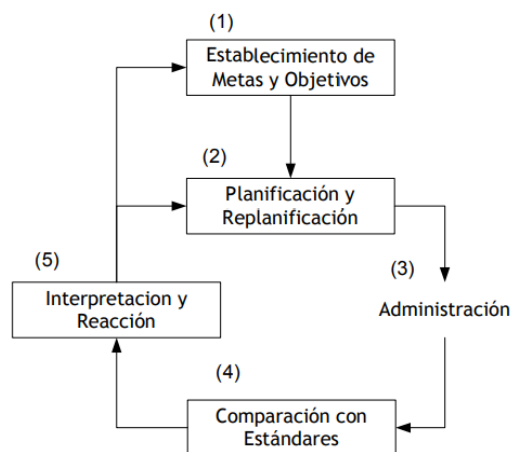 (1)
Establecimiento de
Metas y Objetivos
(2)
Planificación y
Replanificación
(3)
Administración
(4)
Comparación con
Estándares
(5)
Interpretacion y
Reacción